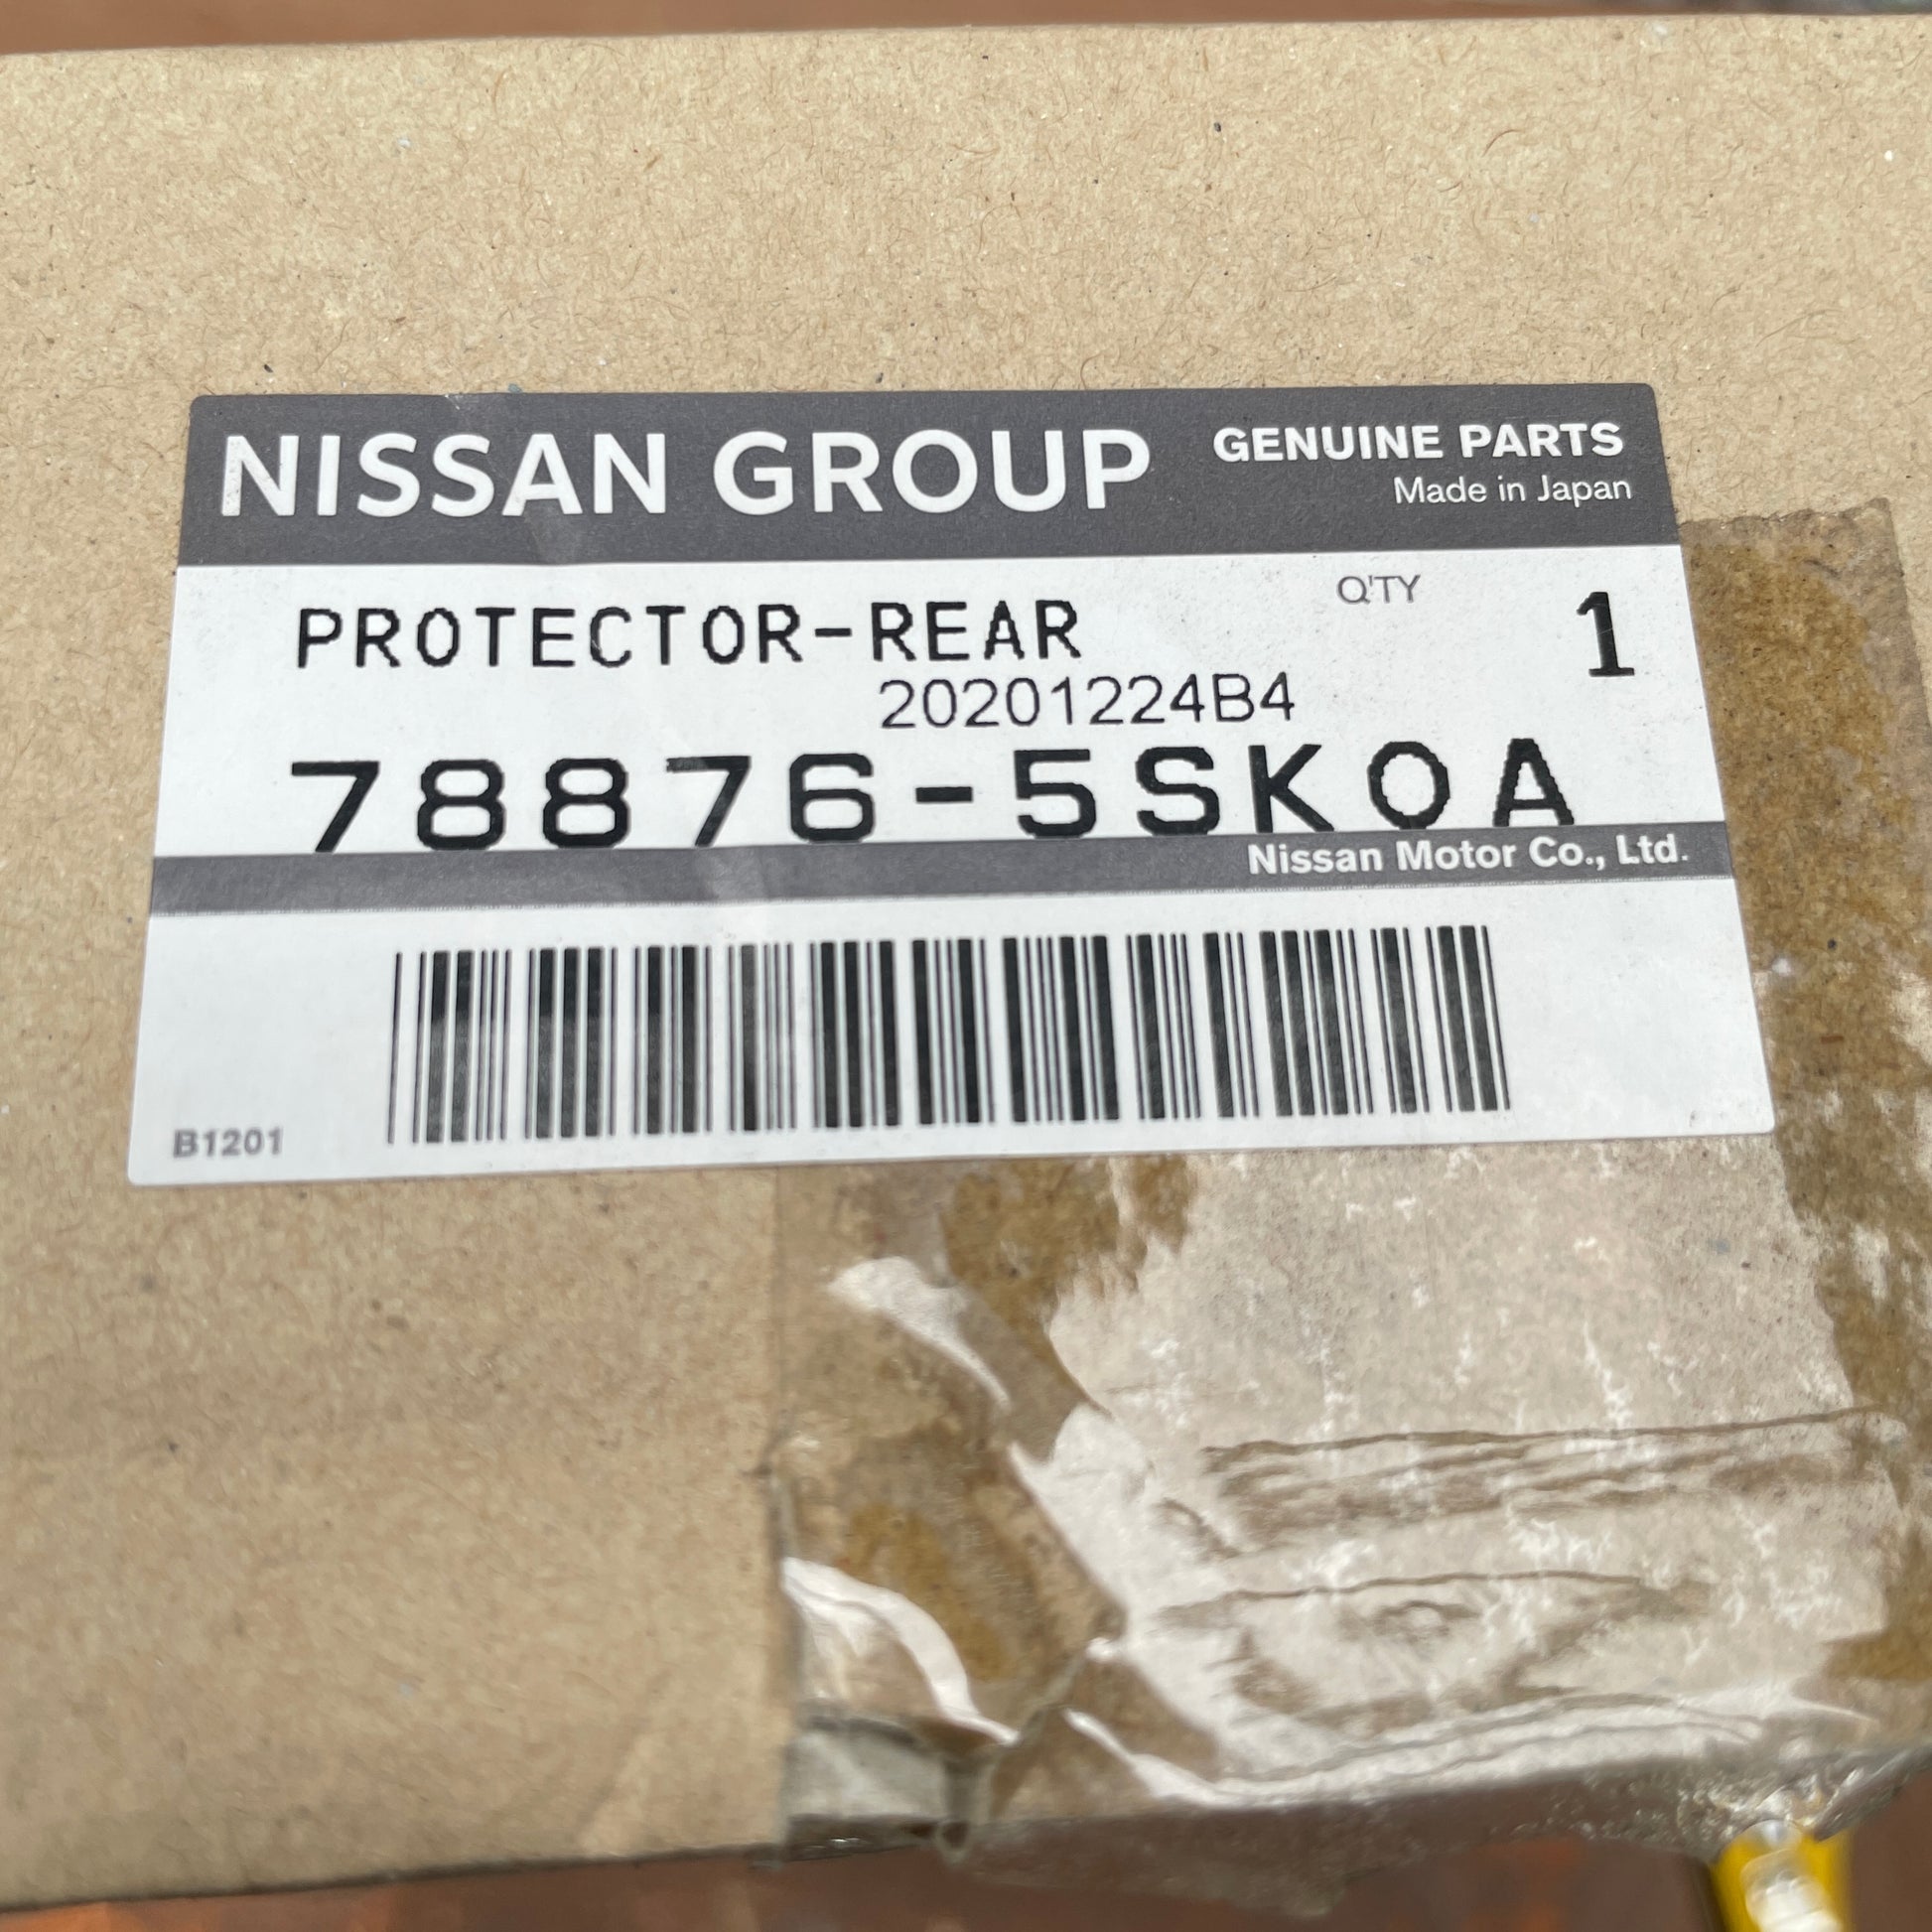 NISSAN GROUP
GENUINE PARTS
Made in Japan
PROTECTOR-REAR
Q'TY
1
20201224B4
78876-5SK0A
Nissan Motor Co., Ltd.
B1201